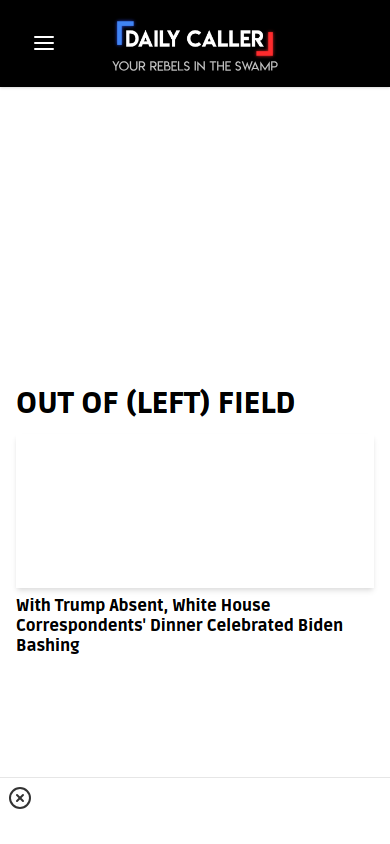 DAILY CALLER
YOUR REBELS IN THE SWAMP
OUT OF (LEFT) FIELD
With Trump Absent, White House
Correspondents' Dinner Celebrated Biden
Bashing